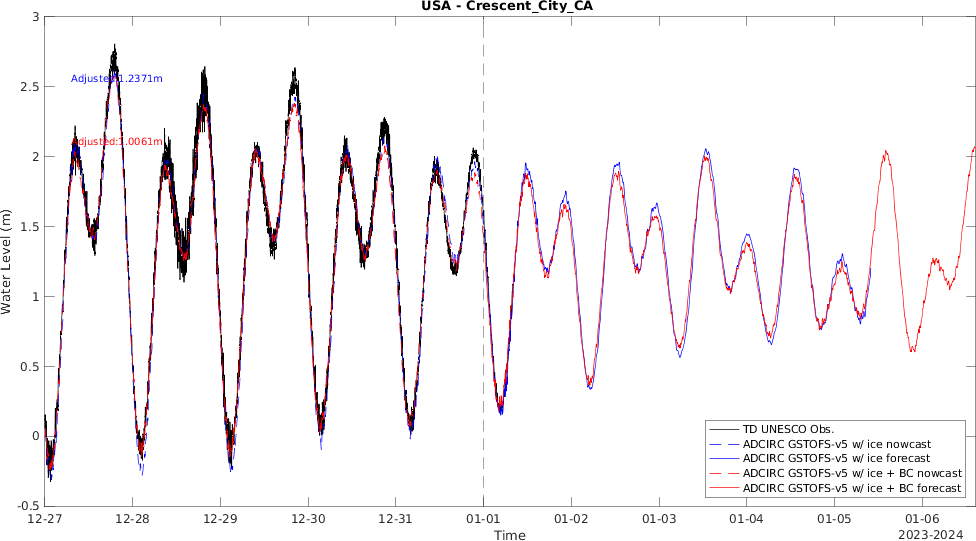 USA - Crescent_City_CA
3
2.5
2
1.5
1
0.5
0
-0.5
Water Level (m)
Adjusted:1.2371m
Adjusted:1.0061m
TD UNESCO Obs.
ADCIRC GSTOFS-v5 w/ ice nowcast
ADCIRC GSTOFS-v5 w/ ice forecast
ADCIRC GSTOFS-v5 w/ ice + BC nowcast
ADCIRC GSTOFS-v5 w/ ice + BC forecast
12-27 12-28 12-29 12-30 12-31 01-01 01-02 01-03 01-04 01-05 01-06
Time
2023-2024